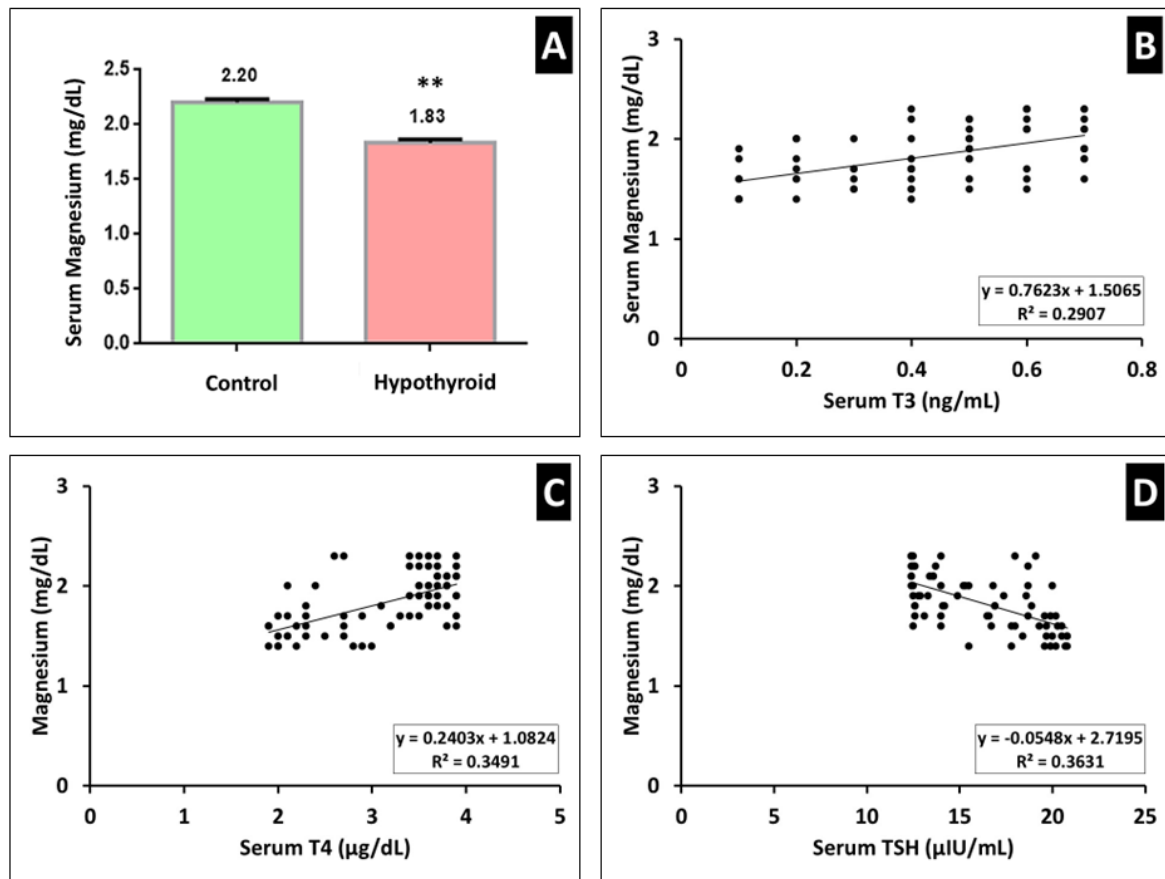 A
Serum Magnesium (mg/dL)
2.5
2.0
1.5
1.0
0.5
0.0
2.20
**
1.83
Control
Hypothyroid
B
Serum Magnesium (mg/dL)
3
2
1
0
y = 0.7623x + 1.5065
R² = 0.2907
0
0.2
0.4
0.6
0.8
Serum T3 (ng/mL)
C
Magnesium (mg/dL)
3
2
1
0
y = 0.2403x + 1.0824
R² = 0.3491
0
1
2
3
4
5
Serum T4 (µg/dL)
D
Magnesium (mg/dL)
3
2
1
0
y = -0.0548x + 2.7195
R² = 0.3631
0
5
10
15
20
25
Serum TSH (µIU/mL)